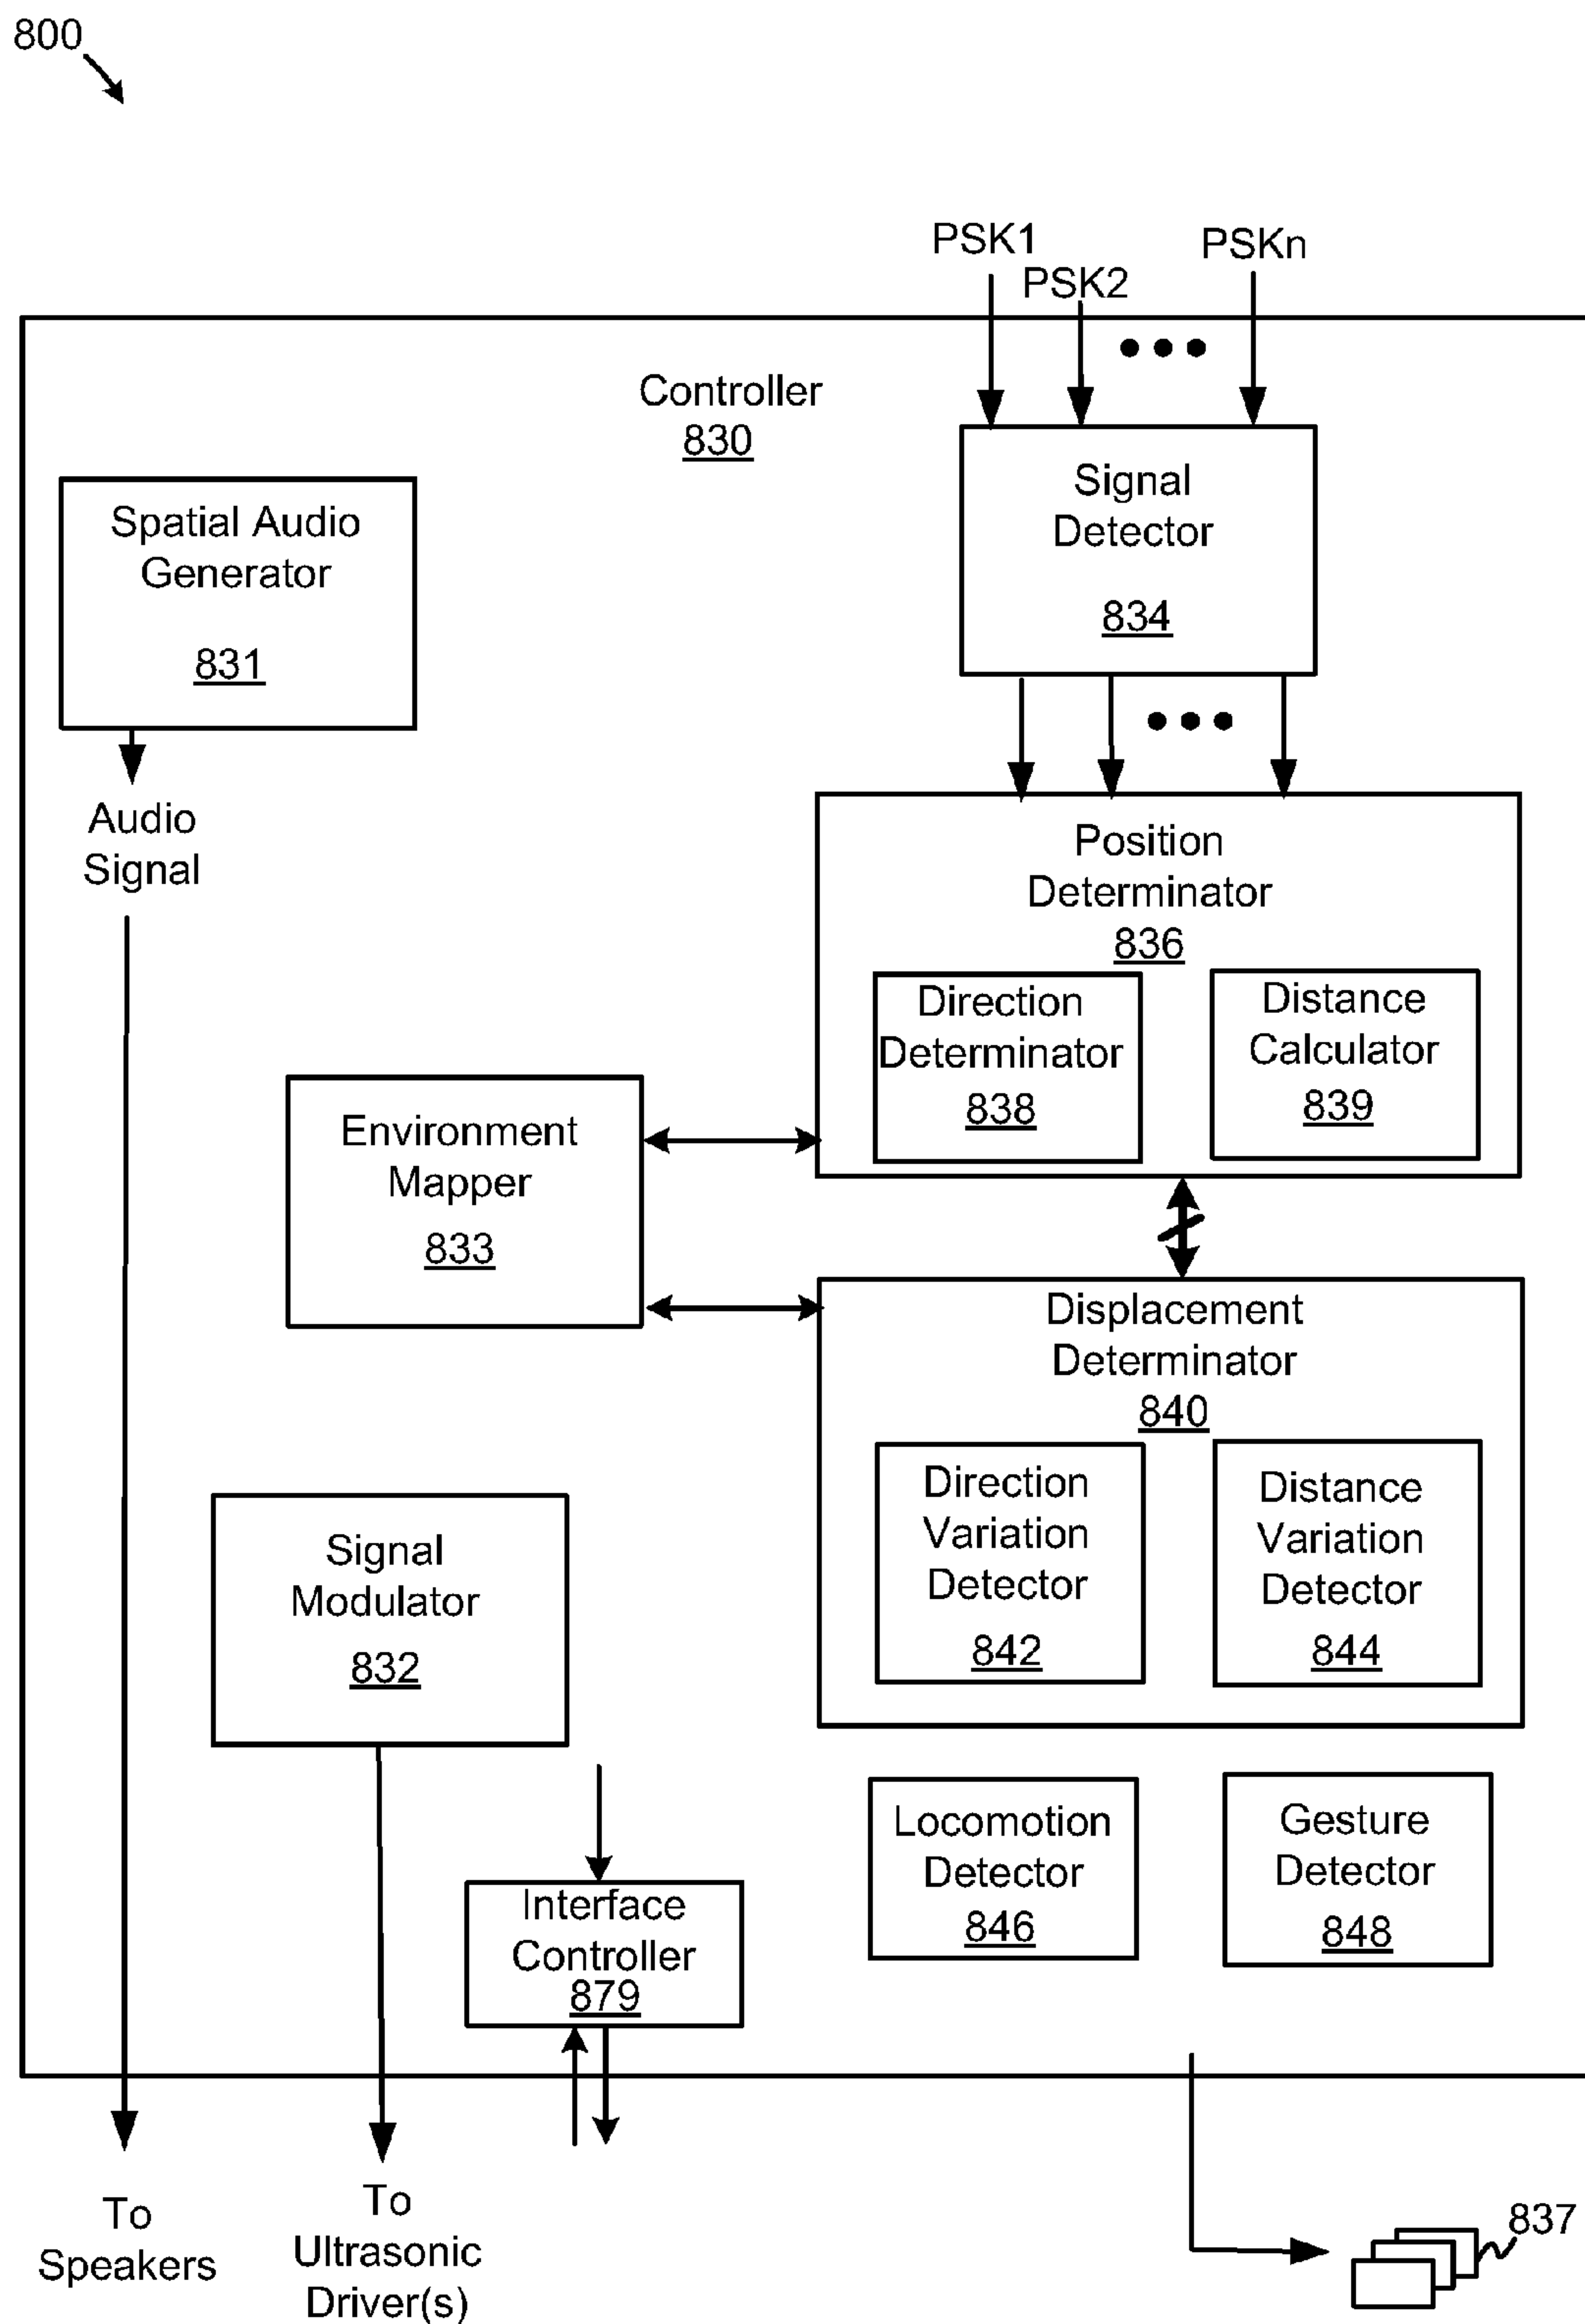 800
PSK1
PSK2
PSKn
Controller
830
Signal
Detector
834
Spatial Audio
Generator
831
Audio
Signal
Position
Determinator
836
Direction
Determinator
838
Distance
Calculator
839
Environment
Mapper
833
Displacement
Determinator
840
Direction
Variation
Detector
842
Distance
Variation
Detector
844
Signal
Modulator
832
Locomotion
Detector
846
Gesture
Detector
848
Interface
Controller
879
To
Speakers
To
Ultrasonic
Driver(s)
837